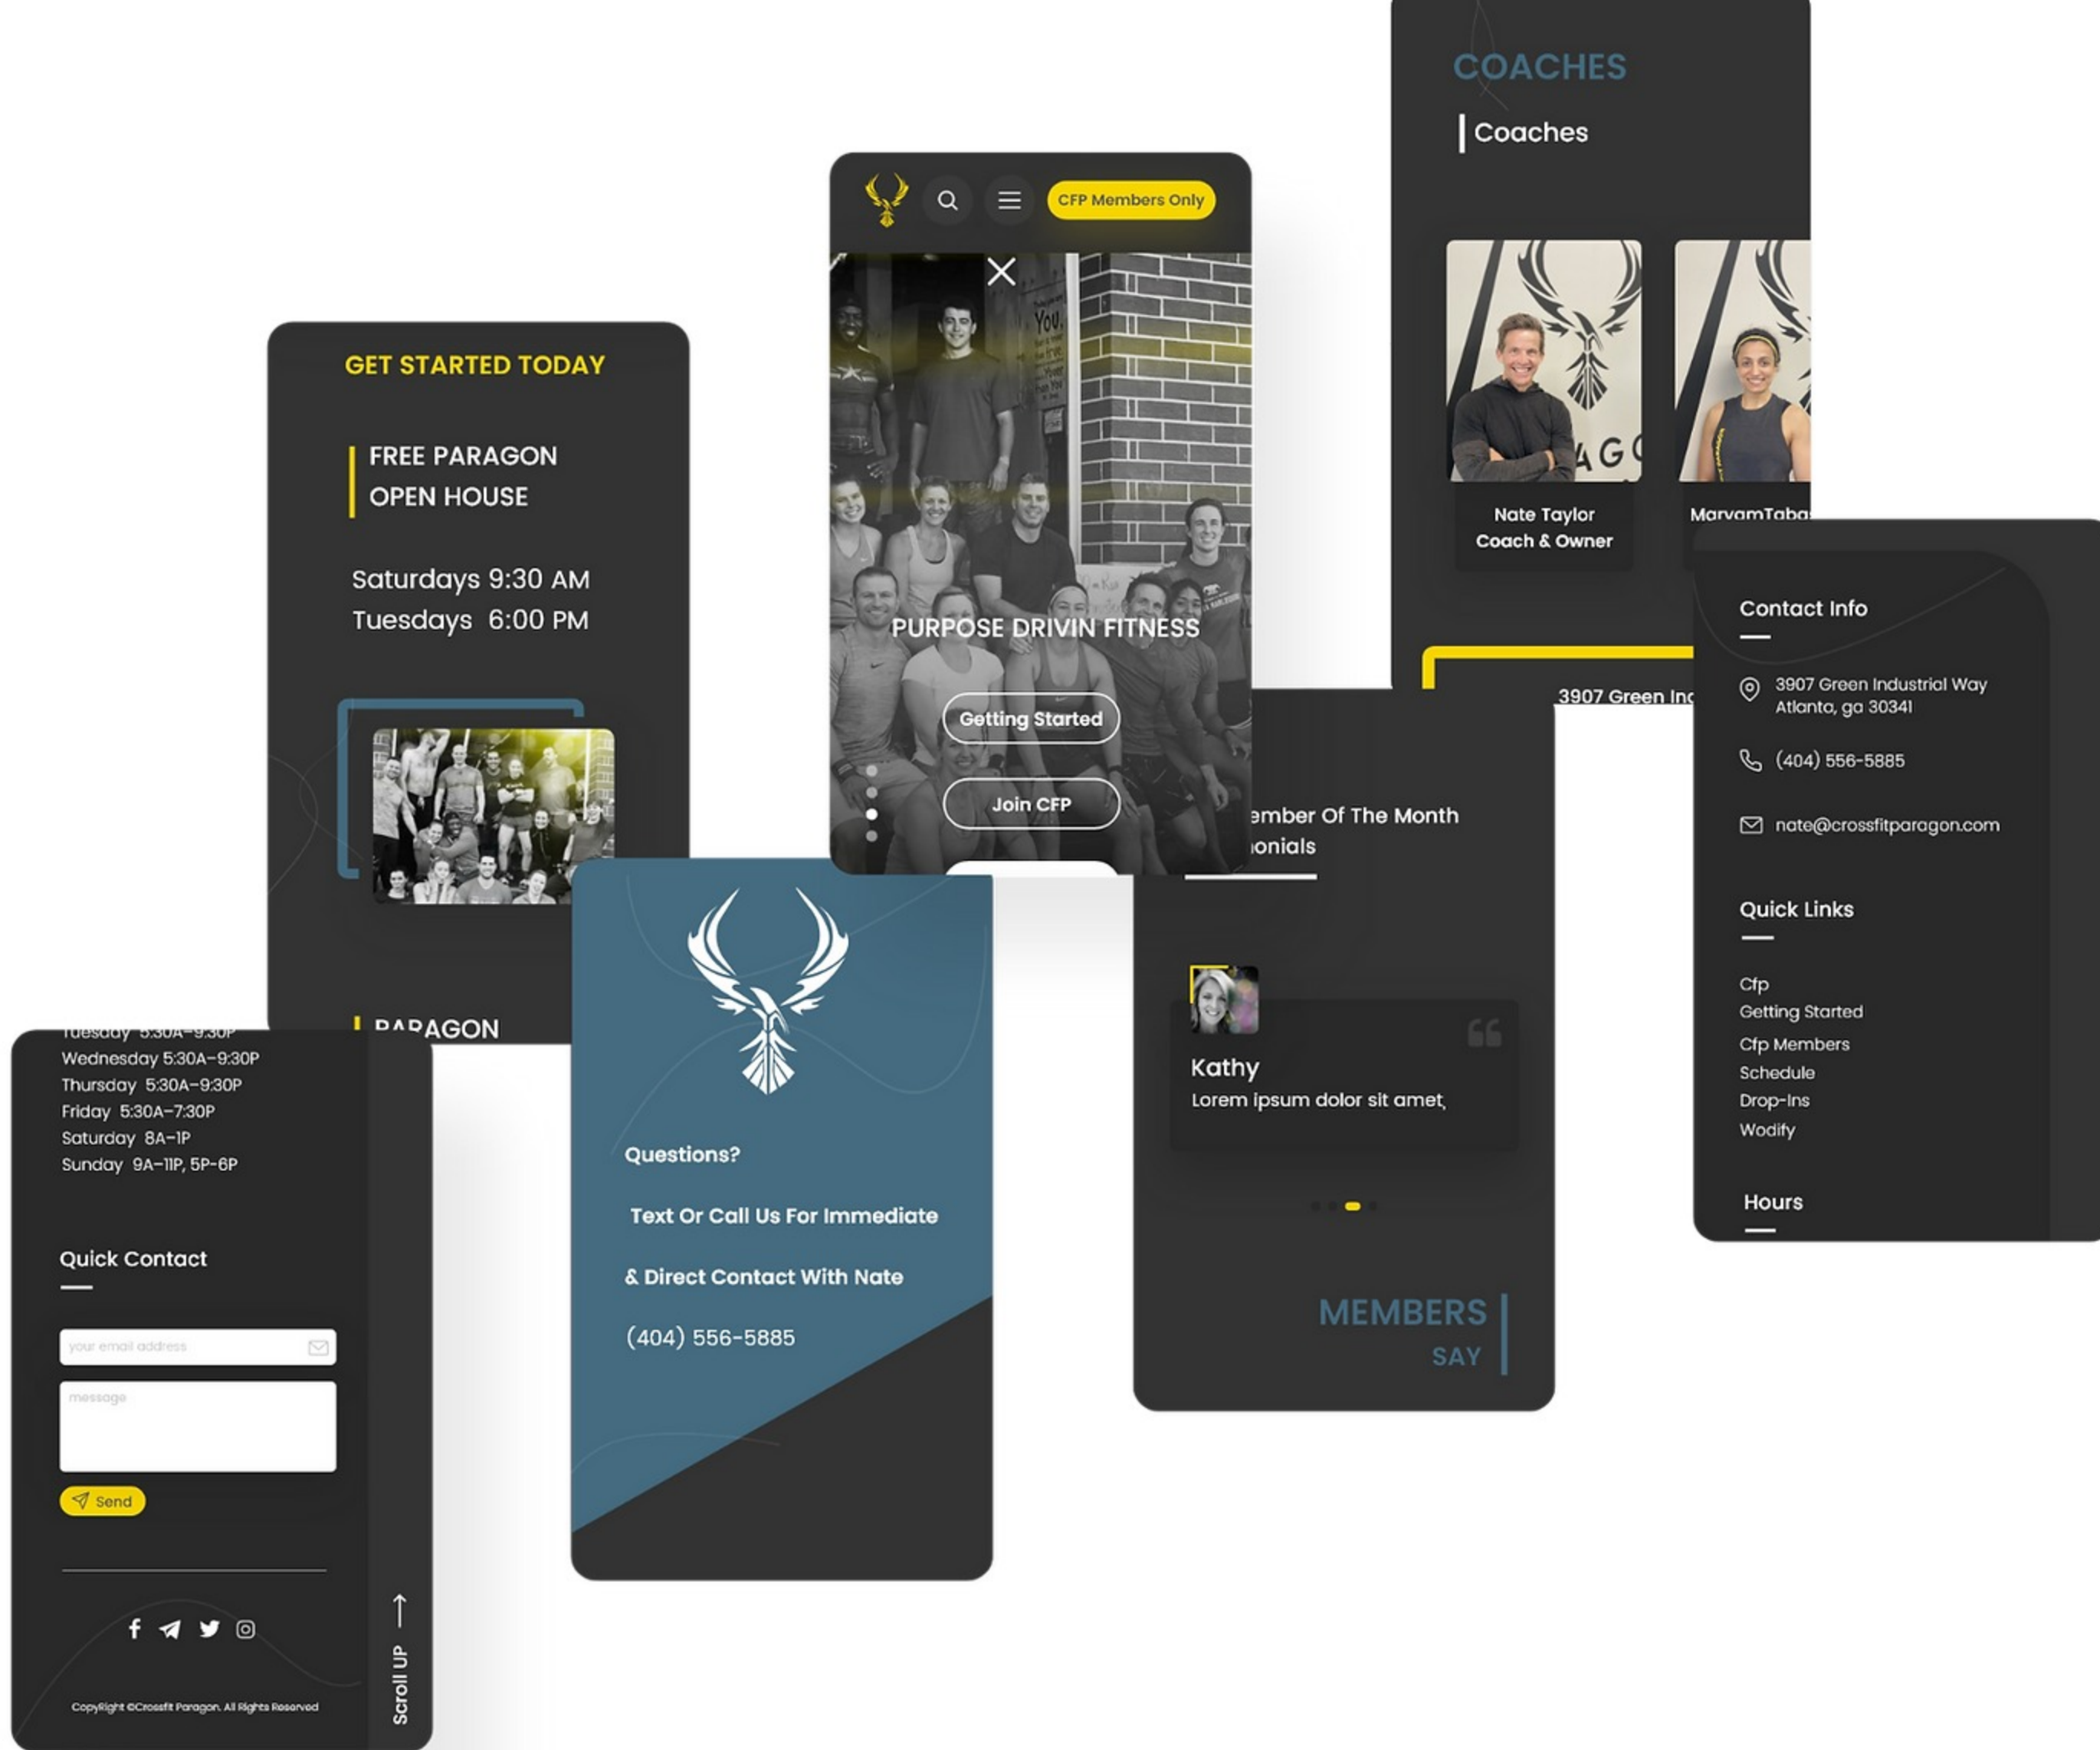 COACHES
Coaches
Nate Taylor
Coach & Owner
3907 Green
CFP Members Only
YOU,
PURPOSE DRIVIN FITNESS
Getting Started
Join CFP
GET STARTED TODAY
FREE PARAGON
OPEN HOUSE
Saturdays 9:30 AM
Tuesdays 6:00 PM
PARAGON
Contact Info
3907 Green Industrial Way
Atlanta, ga 30341
(404) 556-5885
nate@crossfitparagon.com
Quick Links
Cfp
Getting Started
Cfp Members
Schedule
Drop-Ins
Wodify
Hours
ember Of The Month
onials
Kathy
Lorem ipsum dolor sit amet,
MEMBERS
SAY
Questions?
Text Or Call Us For Immediate
& Direct Contact With Nate
(404) 556-5885
Tuesday 5:30A–9:30P
Wednesday 5:30A–9:30P
Thursday 5:30A–9:30P
Friday 5:30A–7:30P
Saturday 8A–1P
Sunday 9A–11P, 5P-6P
Quick Contact
your email address
message
Send
Scroll UP
CopyRight ©Crossfit Paragon. All Rights Reserved